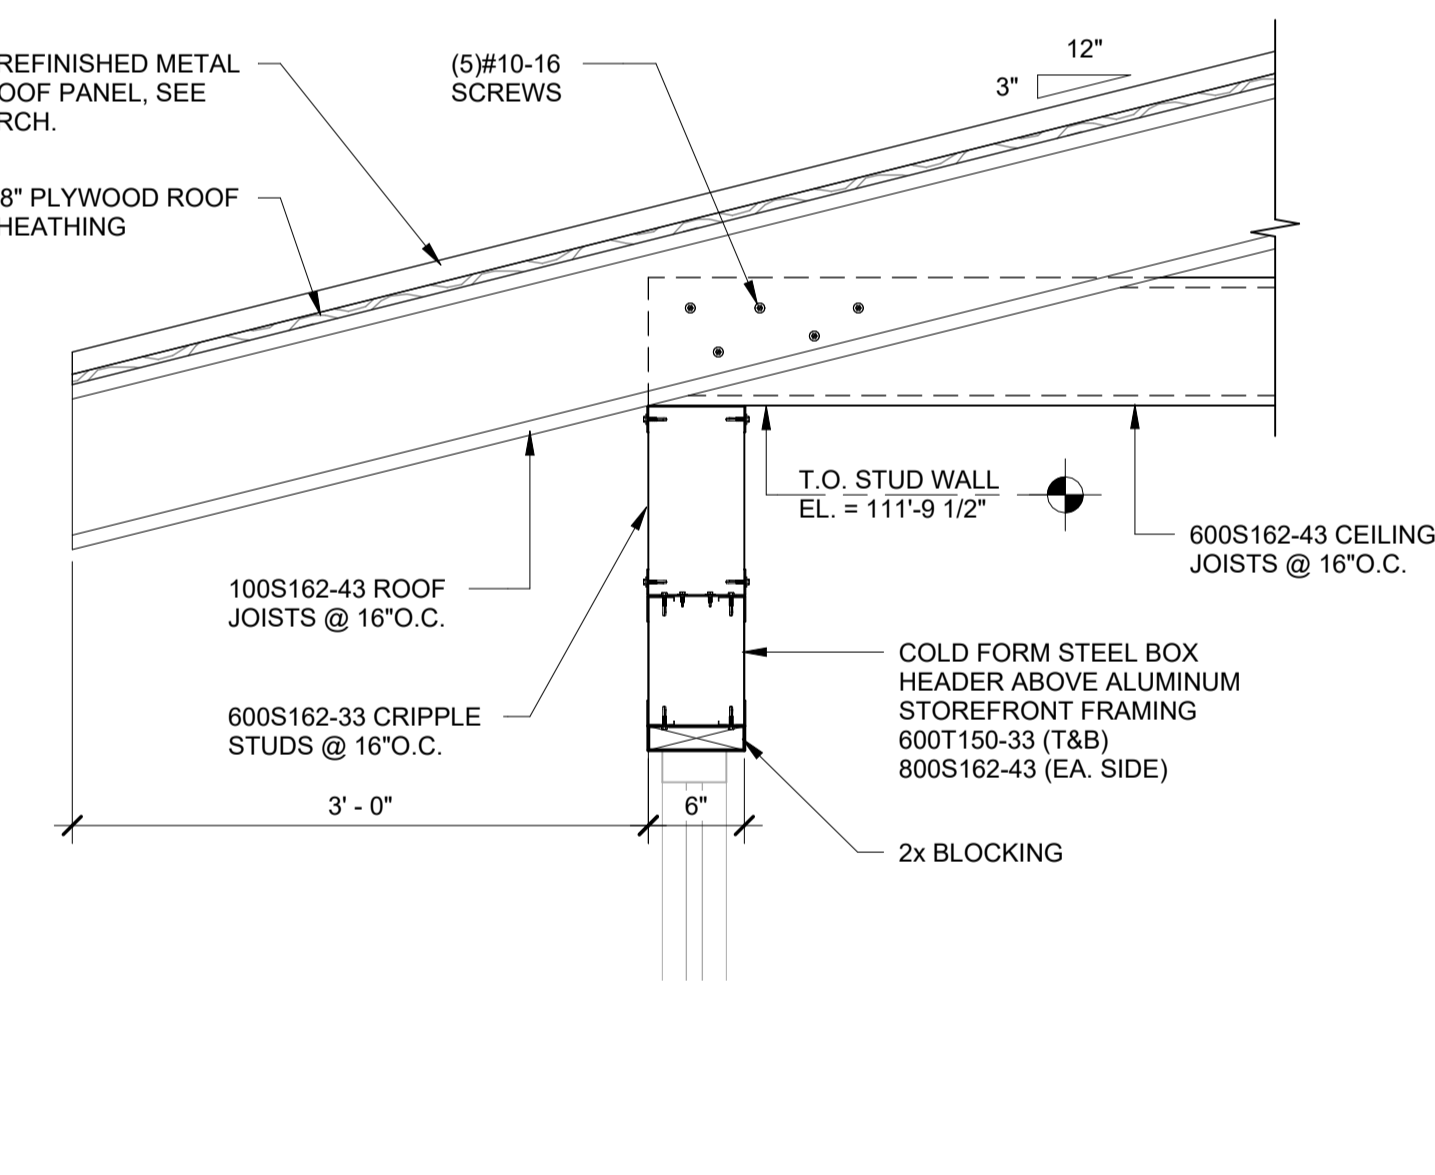 REFINISHED METAL
OOF PANEL, SEE
RCH.
8" PLYWOOD ROOF
HEATHING
(5)#10-16
SCREWS
12"
3"
T.O. STUD WALL
EL. = 111'-9 1/2"
600S162-43 CEILING
JOISTS @ 16"O.C.
100S162-43 ROOF
JOISTS @ 16"O.C.
600S162-33 CRIPPLE
STUDS @ 16"O.C.
COLD FORM STEEL BOX
HEADER ABOVE ALUMINUM
STOREFRONT FRAMING
600T150-33 (T&B)
800S162-43 (EA. SIDE)
3' - 0"
6"
2x BLOCKING